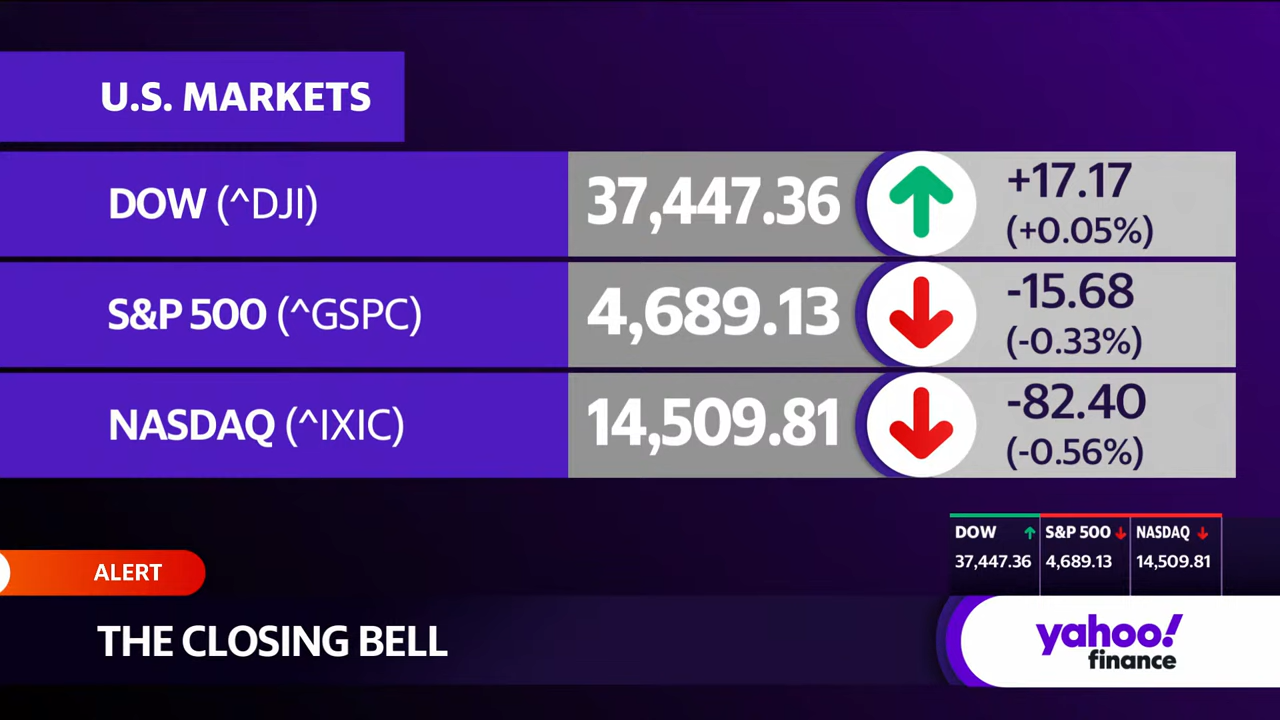 U.S. MARKETS
DOW (^DJI) 37,447.36 +17.17
(+0.05%)
S&P 500 (^GSPC) 4,689.13 -15.68
(-0.33%)
NASDAQ (^IXIC) 14,509.81 -82.40
(-0.56%)
DOW S&P 500 NASDAQ
37,447.36 4,689.13 14,509.81
ALERT
THE CLOSING BELL
yahoo!
finance